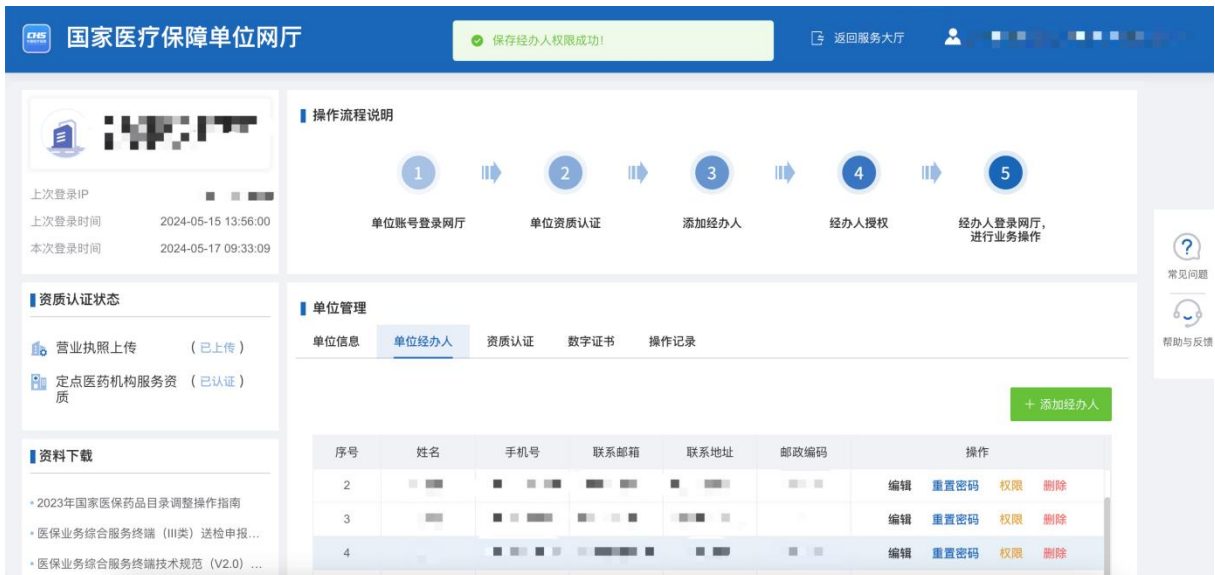 CHS
国家医疗保障单位网厅
保存经办人权限成功!
返回服务大厅
上次登录IP
上次登录时间 2024-05-15 13:56:00
本次登录时间 2024-05-17 09:33:09
资质认证状态
营业执照上传 (已上传)
定点医药机构服务资 (已认证)
质
资料下载
• 2023年国家医保药品目录调整操作指南
• 医保业务综合服务终端(III类)送检申报...
• 医保业务综合服务终端技术规范(V2.0) ...
操作流程说明
1 2 3 4 5
单位账号登录网厅 单位资质认证 添加经办人 经办人授权 经办人登录网厅,
进行业务操作
单位管理
单位信息 单位经办人 资质认证 数字证书 操作记录
+ 添加经办人
序号 姓名 手机号 联系邮箱 联系地址 邮政编码 操作
2 编辑 重置密码 权限 删除
3 编辑 重置密码 权限 删除
4 编辑 重置密码 权限 删除
?
常见问题
帮助与反馈